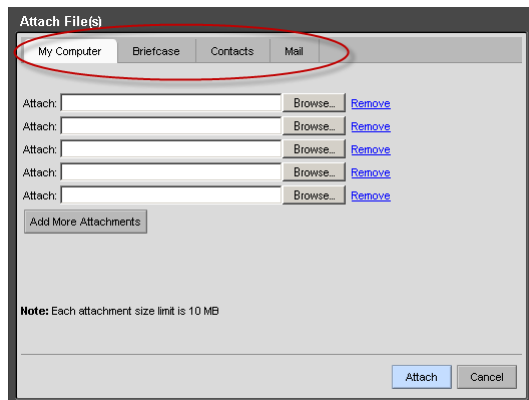 Attach File(s)
My Computer Briefcase Contacts Mail
Attach: Browse... Remove
Attach: Browse... Remove
Attach: Browse... Remove
Attach: Browse... Remove
Attach: Browse... Remove
Add More Attachments
Note: Each attachment size limit is 10 MB
Attach Cancel